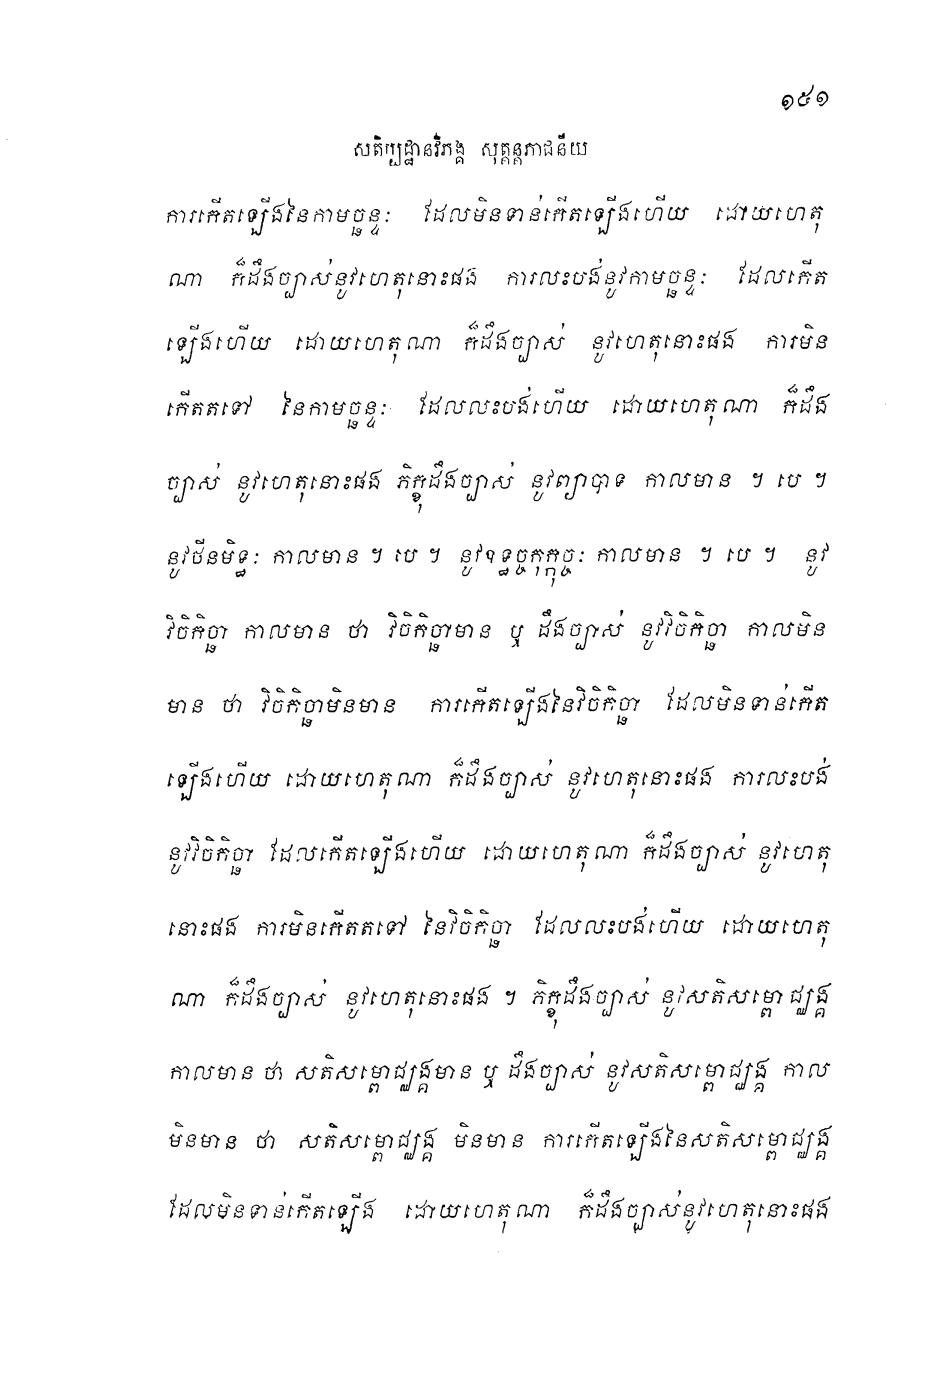 ១៥១
សតិប្បដ្ឋានវិភង្គ សុត្តន្តភាជនីយ
ការកើតឡើងនៃកាមច្ឆន្ទៈ ដែលមិនទាន់កើតឡើងហើយ ដោយហេតុ
ណា ក៏ដឹងច្បាស់នូវហេតុនោះផង ការលះបង់នូវកាមច្ឆន្ទៈ ដែលកើត
ឡើងហើយ ដោយហេតុណា ក៏ដឹងច្បាស់ នូវហេតុនោះផង ការមិន
កើតតទៅ នៃកាមច្ឆន្ទៈ ដែលលះបង់ហើយ ដោយហេតុណា ក៏ដឹង
ច្បាស់ នូវហេតុនោះផង ភិក្ខុដឹងច្បាស់ នូវព្យាបាទ កាលមាន ។ បេ ។
នូវថីនមិទ្ធៈ កាលមាន ។ បេ ។ នូវឧទ្ធច្ចកុក្កុច្ចៈ កាលមាន ។ បេ ។ នូវ
វិចិកិច្ឆា កាលមាន ថា វិចិកិច្ឆាមាន ឬ ដឹងច្បាស់ នូវវិចិកិច្ឆា កាលមិន
មាន ថា វិចិកិច្ឆាមិនមាន ការកើតឡើងនៃវិចិកិច្ឆា ដែលមិនទាន់កើត
ឡើងហើយ ដោយហេតុណា ក៏ដឹងច្បាស់ នូវហេតុនោះផង ការលះបង់
នូវវិចិកិច្ឆា ដែលកើតឡើងហើយ ដោយហេតុណា ក៏ដឹងច្បាស់ នូវហេតុ
នោះផង ការមិនកើតតទៅ នៃវិចិកិច្ឆា ដែលលះបង់ហើយ ដោយហេតុ
ណា ក៏ដឹងច្បាស់ នូវហេតុនោះផង ។ ភិក្ខុដឹងច្បាស់ នូវសតិសម្ពោជ្ឈង្គ
កាលមាន ថា សតិសម្ពោជ្ឈង្គមាន ឬ ដឹងច្បាស់ នូវសតិសម្ពោជ្ឈង្គ កាល
មិនមាន ថា សតិសម្ពោជ្ឈង្គ មិនមាន ការកើតឡើងនៃសតិសម្ពោជ្ឈង្គ
ដែលមិនទាន់កើតឡើង ដោយហេតុណា ក៏ដឹងច្បាស់នូវហេតុនោះផង